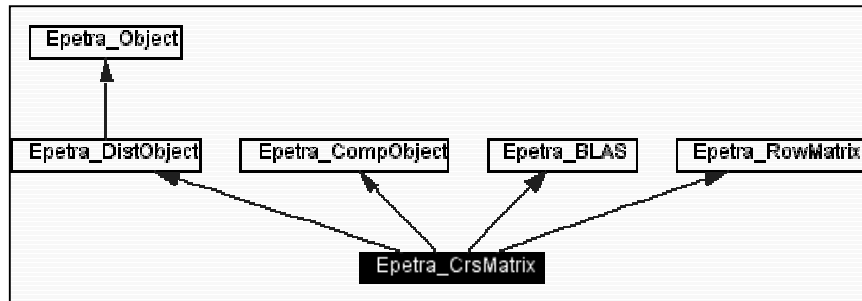 Epetra_Object
Epetra_DistObject
Epetra_CompObject
Epetra_BLAS
Epetra_RowMatrix
Epetra_CrsMatrix